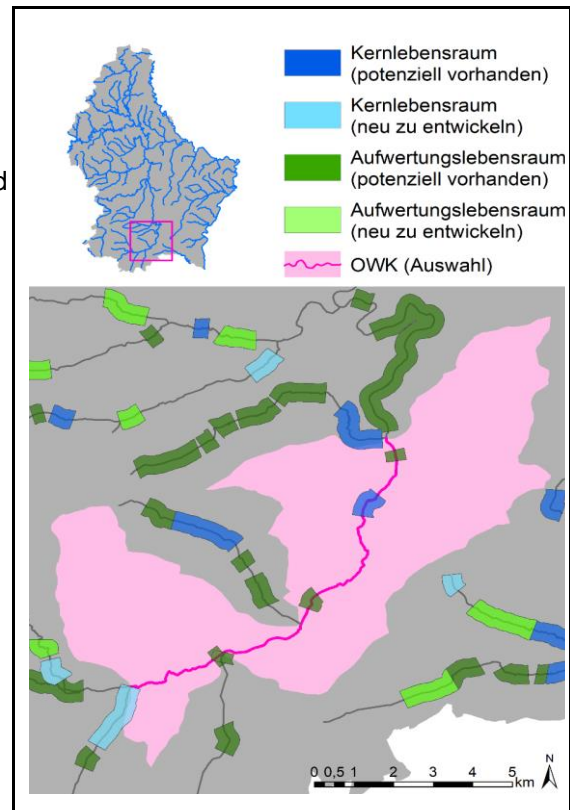 d
Kernlebensraum
(potenziell vorhanden)
Kernlebensraum
(neu zu entwickeln)
Aufwertungslebensraum
(potenziell vorhanden)
Aufwertungslebensraum
(neu zu entwickeln)
OWK (Auswahl)
0 0,5 1 2 3 4 5
km
N